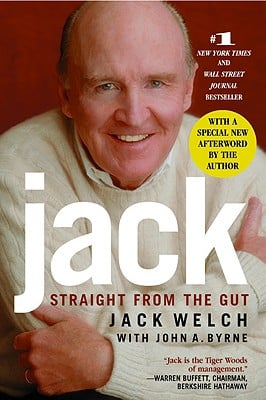 #1
NEW YORK TIMES
AND
WALL STREET
JOURNAL
BESTSELLER
WITH A
SPECIAL NEW
AFTERWORD
BY THE
AUTHOR
jack
STRAIGHT FROM THE GUT
JACK WELCH
WITH JOHN A. BYRNE
"Jack is the Tiger Woods
of management."
—WARREN BUFFETT, CHAIRMAN,
BERKSHIRE HATHAWAY